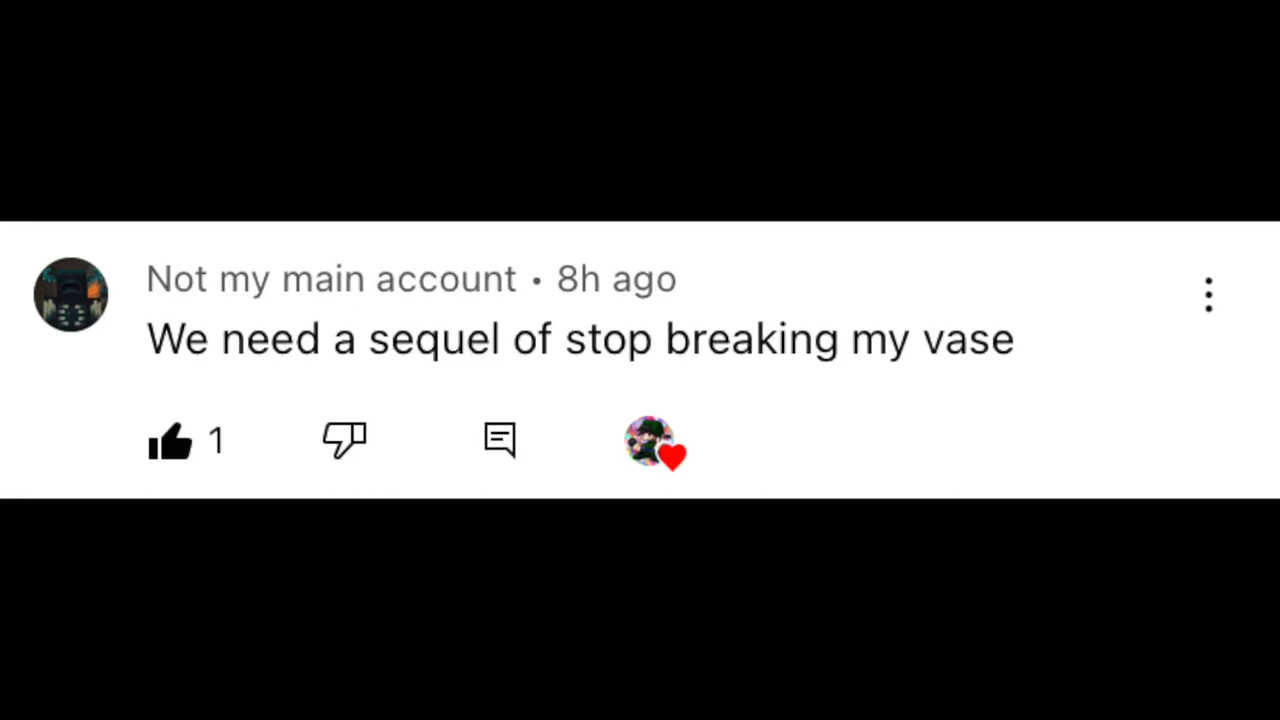 Not my main account • 8h ago
We need a sequel of stop breaking my vase
1